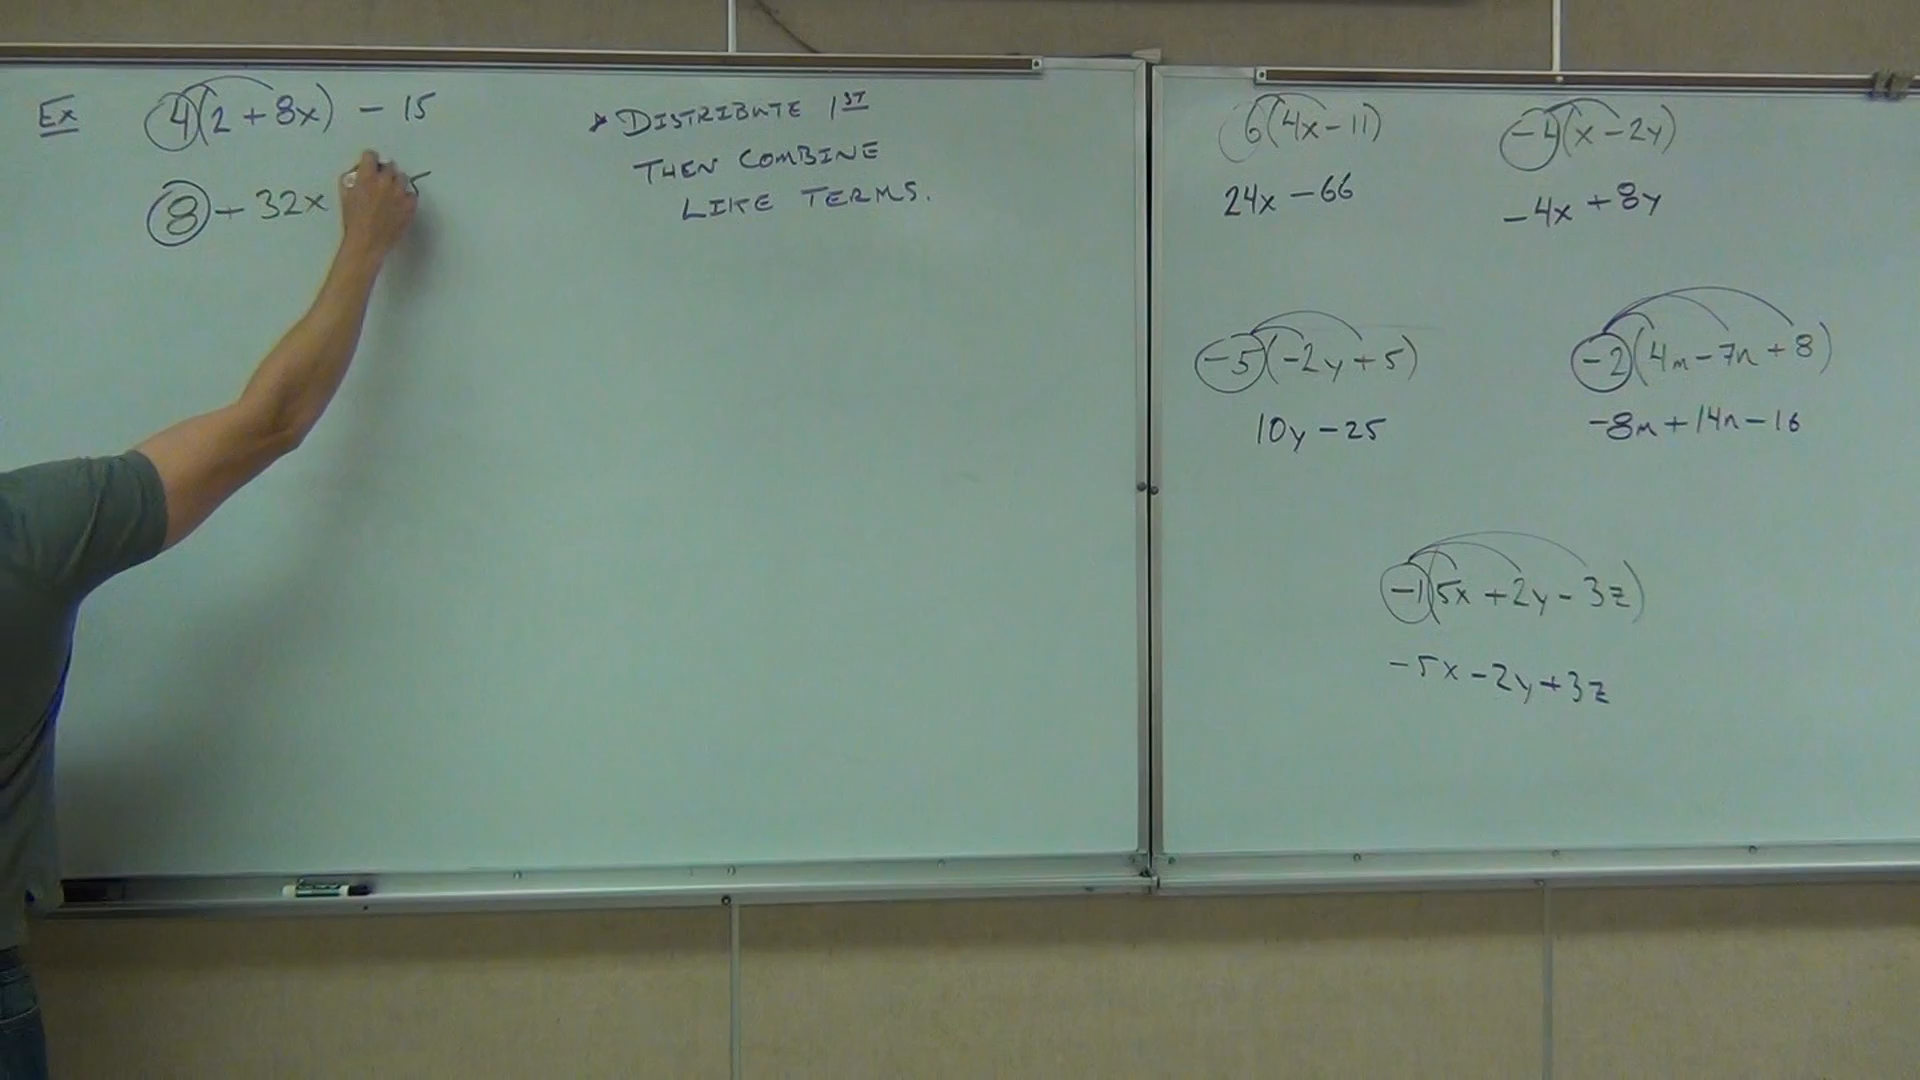 Ex 4(2 + 8x) - 15
8 + 32x
* DISTRIBUTE 1ST
THEN COMBINE
LIKE TERMS.
6(4x - 11)
24x - 66
-4(x - 2y)
-4x + 8y
-5(-2y + 5)
10y - 25
-2(4m - 7n + 8)
-8m + 14n - 16
-1(5x + 2y - 3z)
-5x - 2y + 3z